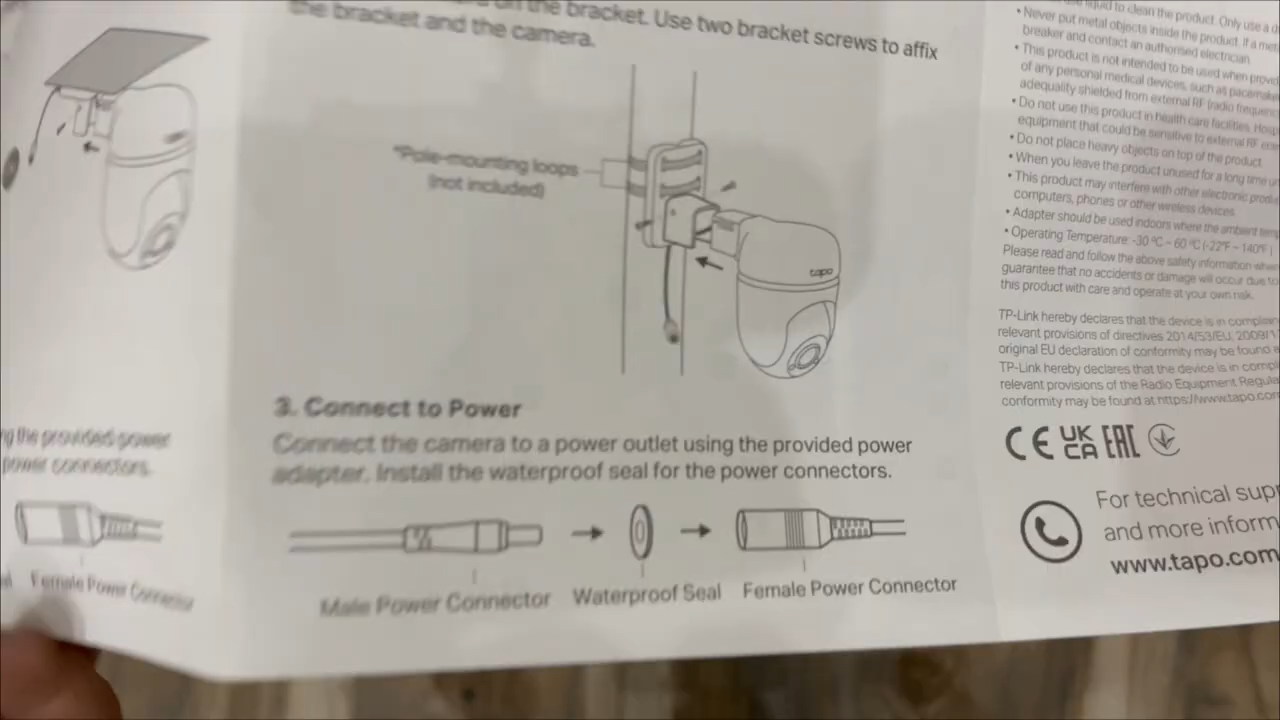 on the bracket. Use two bracket screws to affix
the bracket and the camera.
*Pole-mounting loops
(not included)
tapo
3. Connect to Power
Connect the camera to a power outlet using the provided power
adapter. Install the waterproof seal for the power connectors.
Male Power Connector
Waterproof Seal
Female Power Connector
the provided power
power connectors.
Female Power Connector
liquid to clean the product. Only use a
• Never put metal objects inside the product. If a
breaker and contact an authorised electrician.
• This product is not intended to be used when
of any personal medical devices, such as
adequality shielded from external RF (radio
• Do not use this product in health care facilities.
equipment that could be sensitive to external RF
• Do not place heavy objects on top of the product.
• When you leave the product unused for a long time
• This product may interfere with other electronic
computers, phones or other wireless devices.
• Adapter should be used indoors where the ambient
• Operating Temperature: -30 ℃ ~ 60 ℃ (-22℉ ~ 140℉ )
Please read and follow the above safety information
guarantee that no accidents or damage will occur due to
this product with care and operate at your own risk.
TP-Link hereby declares that the device is in
relevant provisions of directives 2014/53/EU, 2009/1
original EU declaration of conformity may be found
TP-Link hereby declares that the device is in
relevant provisions of the Radio Equipment
conformity may be found at https://www.tapo.com
CE UK CA EAC
For technical
and more
www.tapo.com